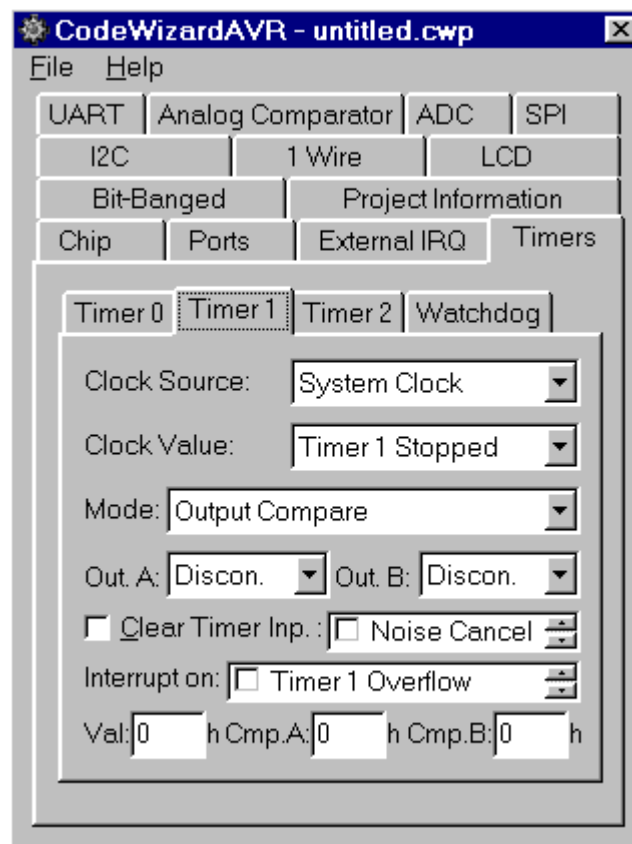 CodeWizardAVR - untitled.cwp
File Help
UART Analog Comparator ADC SPI
I2C 1 Wire LCD
Bit-Banged Project Information
Chip Ports External IRQ Timers
Timer 0 Timer 1 Timer 2 Watchdog
Clock Source: System Clock
Clock Value: Timer 1 Stopped
Mode: Output Compare
Out. A: Discon. Out. B: Discon.
Clear Timer Inp. : Noise Cancel
Interrupt on: Timer 1 Overflow
Val: 0 h Cmp.A: 0 h Cmp.B: 0 h